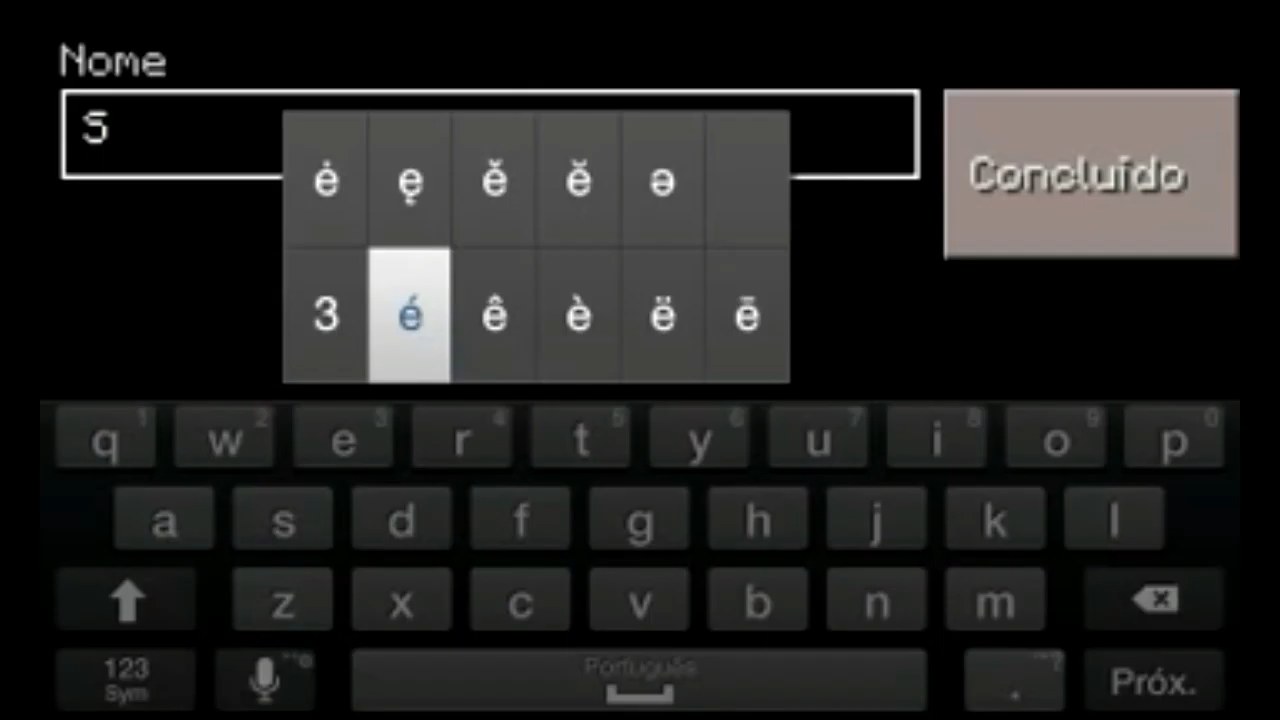 Nome
S
Concluído
ė ę ě ĕ ə
3 é ê è ë ē
q 1 w 2 e 3 r 4 t 5 y 6 u 7 i 8 o 9 p 0
a s d f g h j k l
z x c v b n m
123
Sym
Português
. Próx.